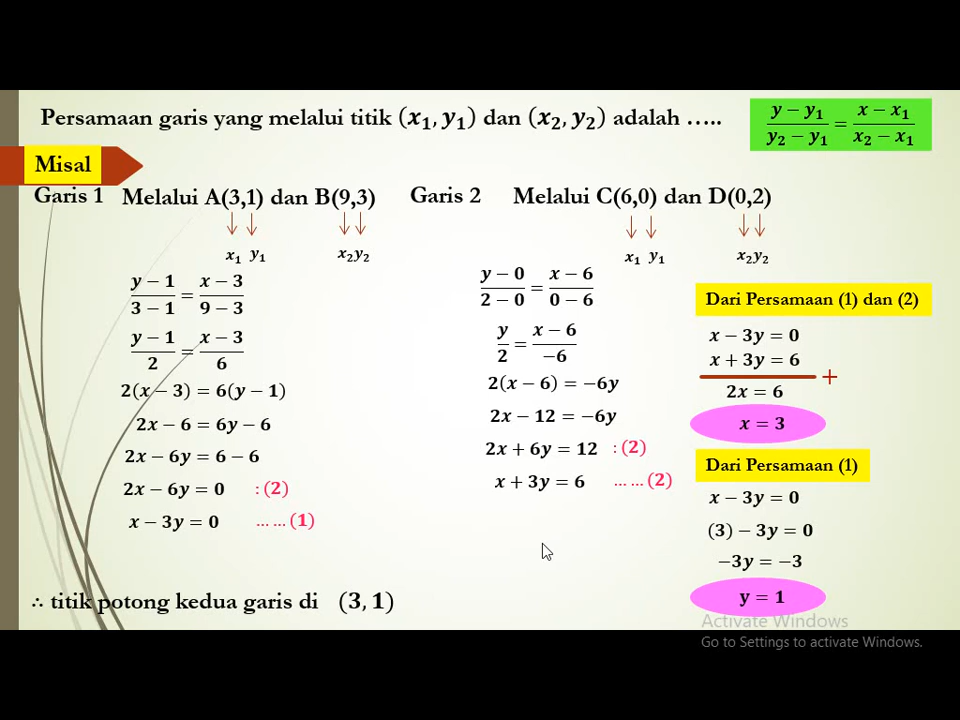 Persamaan garis yang melalui titik (x₁, y₁) dan (x₂, y₂) adalah …..
(y − y₁)/(y₂ − y₁) = (x − x₁)/(x₂ − x₁)
Misal
Garis 1 Melalui A(3,1) dan B(9,3)
x₁ y₁ x₂ y₂
(y − 1)/(3 − 1) = (x − 3)/(9 − 3)
(y − 1)/2 = (x − 3)/6
2(x − 3) = 6(y − 1)
2x − 6 = 6y − 6
2x − 6y = 6 − 6
2x − 6y = 0 : (2)
x − 3y = 0 … … (1)
Garis 2 Melalui C(6,0) dan D(0,2)
x₁ y₁ x₂ y₂
(y − 0)/(2 − 0) = (x − 6)/(0 − 6)
y/2 = (x − 6)/−6
2(x − 6) = −6y
2x − 12 = −6y
2x + 6y = 12 : (2)
x + 3y = 6 … … (2)
Dari Persamaan (1) dan (2)
x − 3y = 0
x + 3y = 6
+
2x = 6
x = 3
Dari Persamaan (1)
x − 3y = 0
(3) − 3y = 0
−3y = −3
y = 1
∴ titik potong kedua garis di (3, 1)
Activate Windows
Go to Settings to activate Windows.